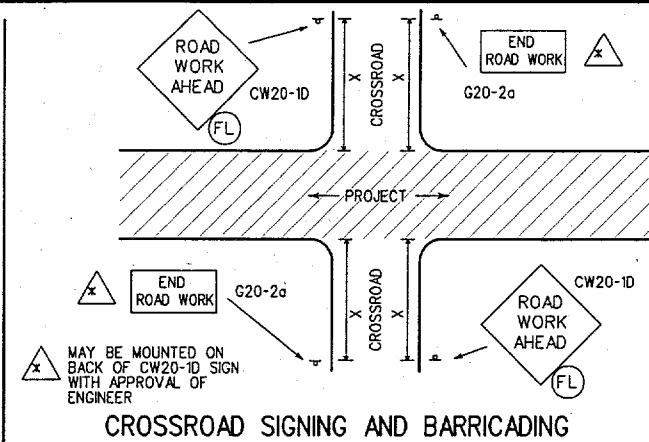 ROAD
WORK
AHEAD
CW20-1D
FL
X
CROSSROAD
X
END
ROAD WORK
x
G20-2a
PROJECT
x
END
ROAD WORK
G20-2a
X
CROSSROAD
X
CW20-1D
ROAD
WORK
AHEAD
FL
x
MAY BE MOUNTED ON
BACK OF CW20-1D SIGN
WITH APPROVAL OF
ENGINEER
CROSSROAD SIGNING AND BARRICADING